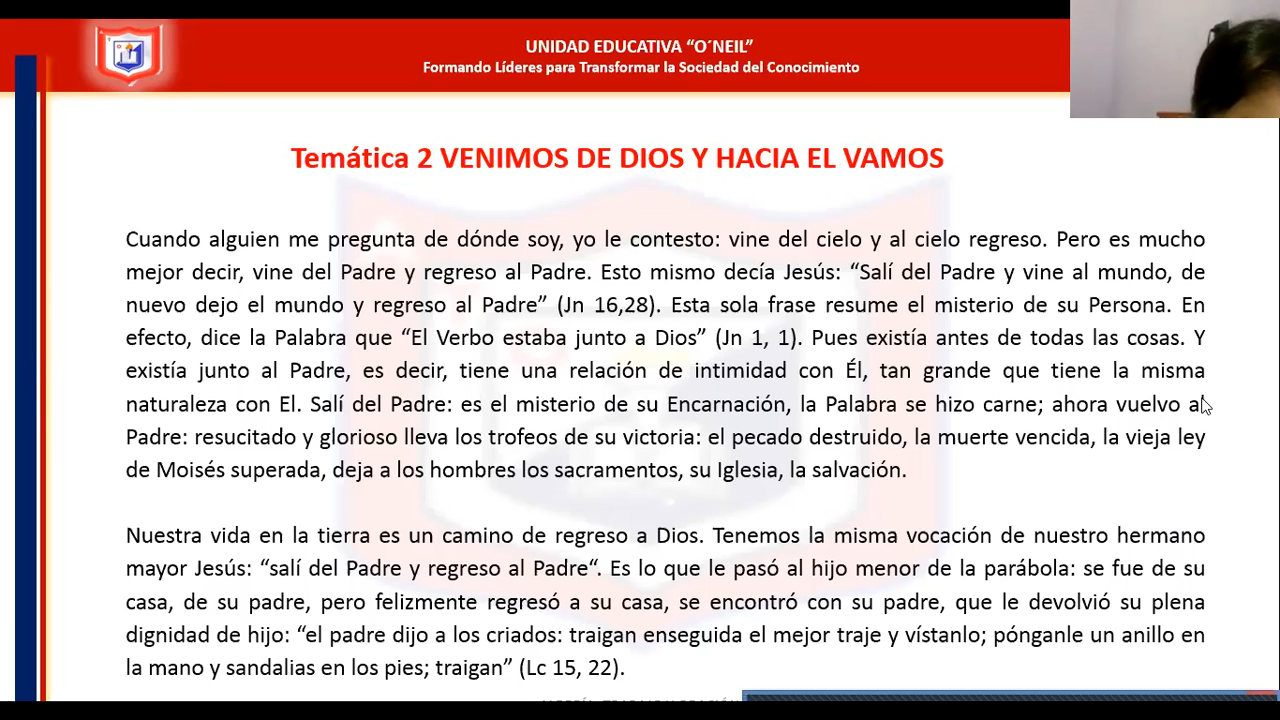 UNIDAD EDUCATIVA “O´NEIL”
Formando Líderes para Transformar la Sociedad del Conocimiento
Temática 2 VENIMOS DE DIOS Y HACIA EL VAMOS
Cuando alguien me pregunta de dónde soy, yo le contesto: vine del cielo y al cielo regreso. Pero es mucho
mejor decir, vine del Padre y regreso al Padre. Esto mismo decía Jesús: “Salí del Padre y vine al mundo, de
nuevo dejo el mundo y regreso al Padre” (Jn 16,28). Esta sola frase resume el misterio de su Persona. En
efecto, dice la Palabra que “El Verbo estaba junto a Dios” (Jn 1, 1). Pues existía antes de todas las cosas. Y
existía junto al Padre, es decir, tiene una relación de intimidad con Él, tan grande que tiene la misma
naturaleza con El. Salí del Padre: es el misterio de su Encarnación, la Palabra se hizo carne; ahora vuelvo al
Padre: resucitado y glorioso lleva los trofeos de su victoria: el pecado destruido, la muerte vencida, la vieja ley
de Moisés superada, deja a los hombres los sacramentos, su Iglesia, la salvación.
Nuestra vida en la tierra es un camino de regreso a Dios. Tenemos la misma vocación de nuestro hermano
mayor Jesús: “salí del Padre y regreso al Padre“. Es lo que le pasó al hijo menor de la parábola: se fue de su
casa, de su padre, pero felizmente regresó a su casa, se encontró con su padre, que le devolvió su plena
dignidad de hijo: “el padre dijo a los criados: traigan enseguida el mejor traje y vístanlo; pónganle un anillo en
la mano y sandalias en los pies; traigan” (Lc 15, 22).